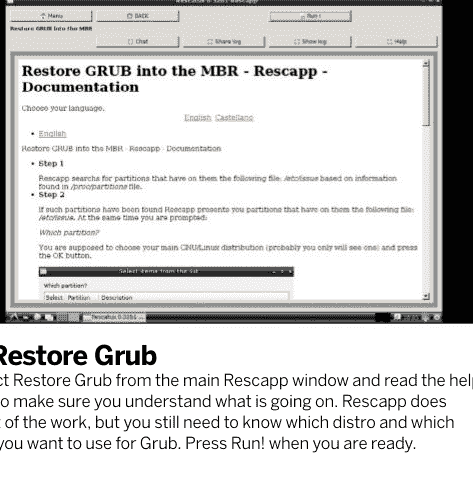 Menu BACK Run!
Restore GRUB into the MBR
Chat Share log Show log Help
Restore GRUB into the MBR - Rescapp -
Documentation
Choose your language.
English Castellano
English
Restore GRUB into the MBR - Rescapp - Documentation
Step 1
Rescapp searchs for partitions that have on them the following file: /etc/issue based on information
found in /proc/partitions file.
Step 2
If such partitions have been found Rescapp presents you partitions that have on them the following file:
/etc/issue. At the same time you are prompted:
Which partition?
You are supposed to choose your main GNU/Linux distribution (probably you only will see one) and press
the OK button.
Select items from the list
Which partition?
Select Partition Description
Restore Grub
ct Restore Grub from the main Rescapp window and read the hel
o make sure you understand what is going on. Rescapp does
t of the work, but you still need to know which distro and which
you want to use for Grub. Press Run! when you are ready.